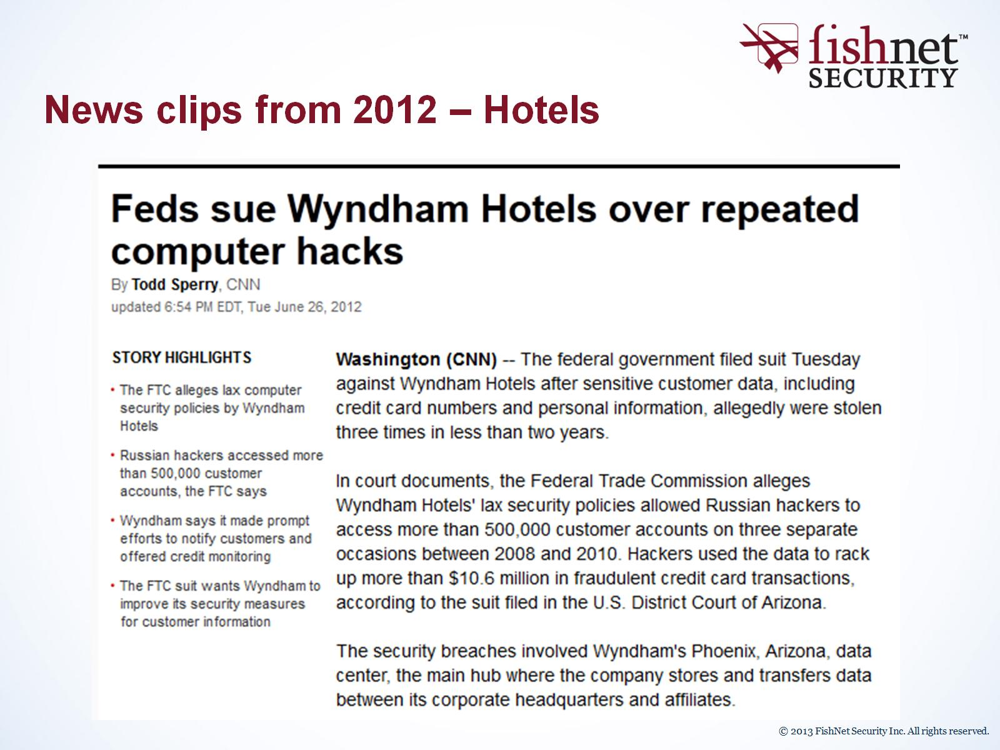 fishnet™
SECURITY
News clips from 2012 – Hotels
Feds sue Wyndham Hotels over repeated
computer hacks
By Todd Sperry, CNN
updated 6:54 PM EDT, Tue June 26, 2012
STORY HIGHLIGHTS
• The FTC alleges lax computer
security policies by Wyndham
Hotels
• Russian hackers accessed more
than 500,000 customer
accounts, the FTC says
• Wyndham says it made prompt
efforts to notify customers and
offered credit monitoring
• The FTC suit wants Wyndham to
improve its security measures
for customer information
Washington (CNN) -- The federal government filed suit Tuesday
against Wyndham Hotels after sensitive customer data, including
credit card numbers and personal information, allegedly were stolen
three times in less than two years.
In court documents, the Federal Trade Commission alleges
Wyndham Hotels' lax security policies allowed Russian hackers to
access more than 500,000 customer accounts on three separate
occasions between 2008 and 2010. Hackers used the data to rack
up more than $10.6 million in fraudulent credit card transactions,
according to the suit filed in the U.S. District Court of Arizona.
The security breaches involved Wyndham's Phoenix, Arizona, data
center, the main hub where the company stores and transfers data
between its corporate headquarters and affiliates.
© 2013 FishNet Security Inc. All rights reserved.